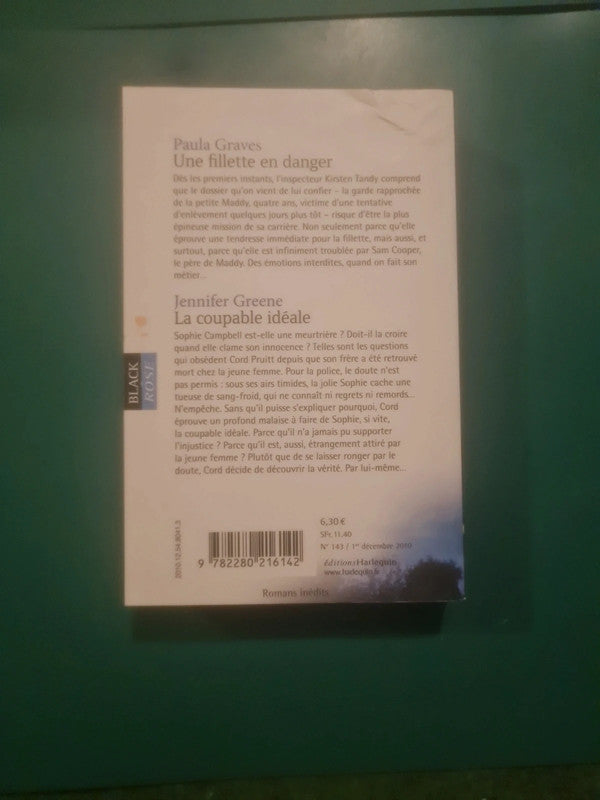 Paula Graves
Une fillette en danger
Dès les premiers instants, l'inspecteur Kirsten Tandy comprend
que le dossier qu'on vient de lui confier – la garde rapprochée
de la petite Maddy, quatre ans, victime d'une tentative
d'enlèvement quelques jours plus tôt – risque d'être la plus
épineuse mission de sa carrière. Non seulement parce qu'elle
éprouve une tendresse immédiate pour la fillette, mais aussi, et
surtout, parce qu'elle est infiniment troublée par Sam Cooper,
le père de Maddy. Des émotions interdites, quand on fait son
métier...
Jennifer Greene
La coupable idéale
Sophie Campbell est-elle une meurtrière ? Doit-il la croire
quand elle clame son innocence ? Telles sont les questions
qui obsèdent Cord Pruitt depuis que son frère a été retrouvé
mort chez la jeune femme. Pour la police, le doute n'est
pas permis : sous ses airs timides, la jolie Sophie cache une
tueuse de sang-froid, qui ne connaît ni regrets ni remords...
N'empêche. Sans qu'il puisse s'expliquer pourquoi, Cord
éprouve un profond malaise à faire de Sophie, si vite,
la coupable idéale. Parce qu'il n'a jamais pu supporter
l'injustice ? Parce qu'il est, aussi, étrangement attiré par
la jeune femme ? Plutôt que de se laisser ronger par le
doute, Cord décide de découvrir la vérité. Par lui-même...
BLACK
ROSE
2010.12.54.8041.3
9 782280 216142
6,30 €
SFr. 11.40
N° 143 / 1er décembre 2010
éditionsHarlequin
www.harlequin.fr
Romans inédits